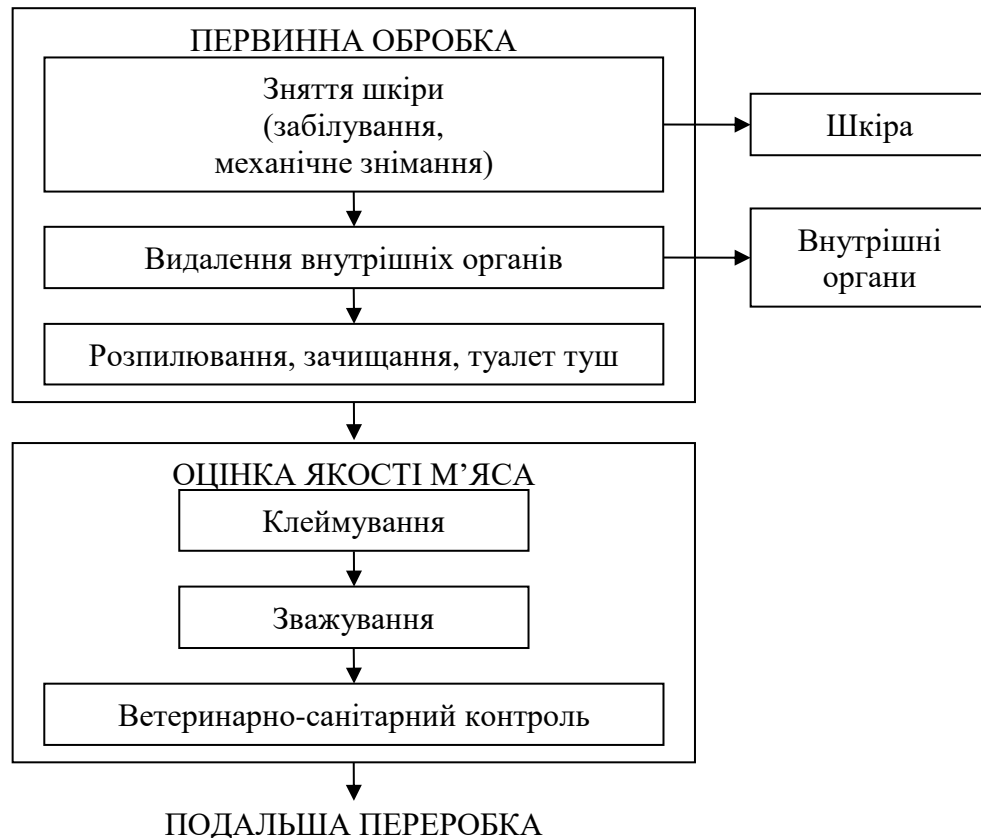 ПЕРВИННА ОБРОБКА
Зняття шкіри
(забілування,
механічне знімання)
Шкіра
Видалення внутрішніх органів
Внутрішні
органи
Розпилювання, зачищання, туалет туш
ОЦІНКА ЯКОСТІ М’ЯСА
Клеймування
Зважування
Ветеринарно-санітарний контроль
ПОДАЛЬША ПЕРЕРОБКА